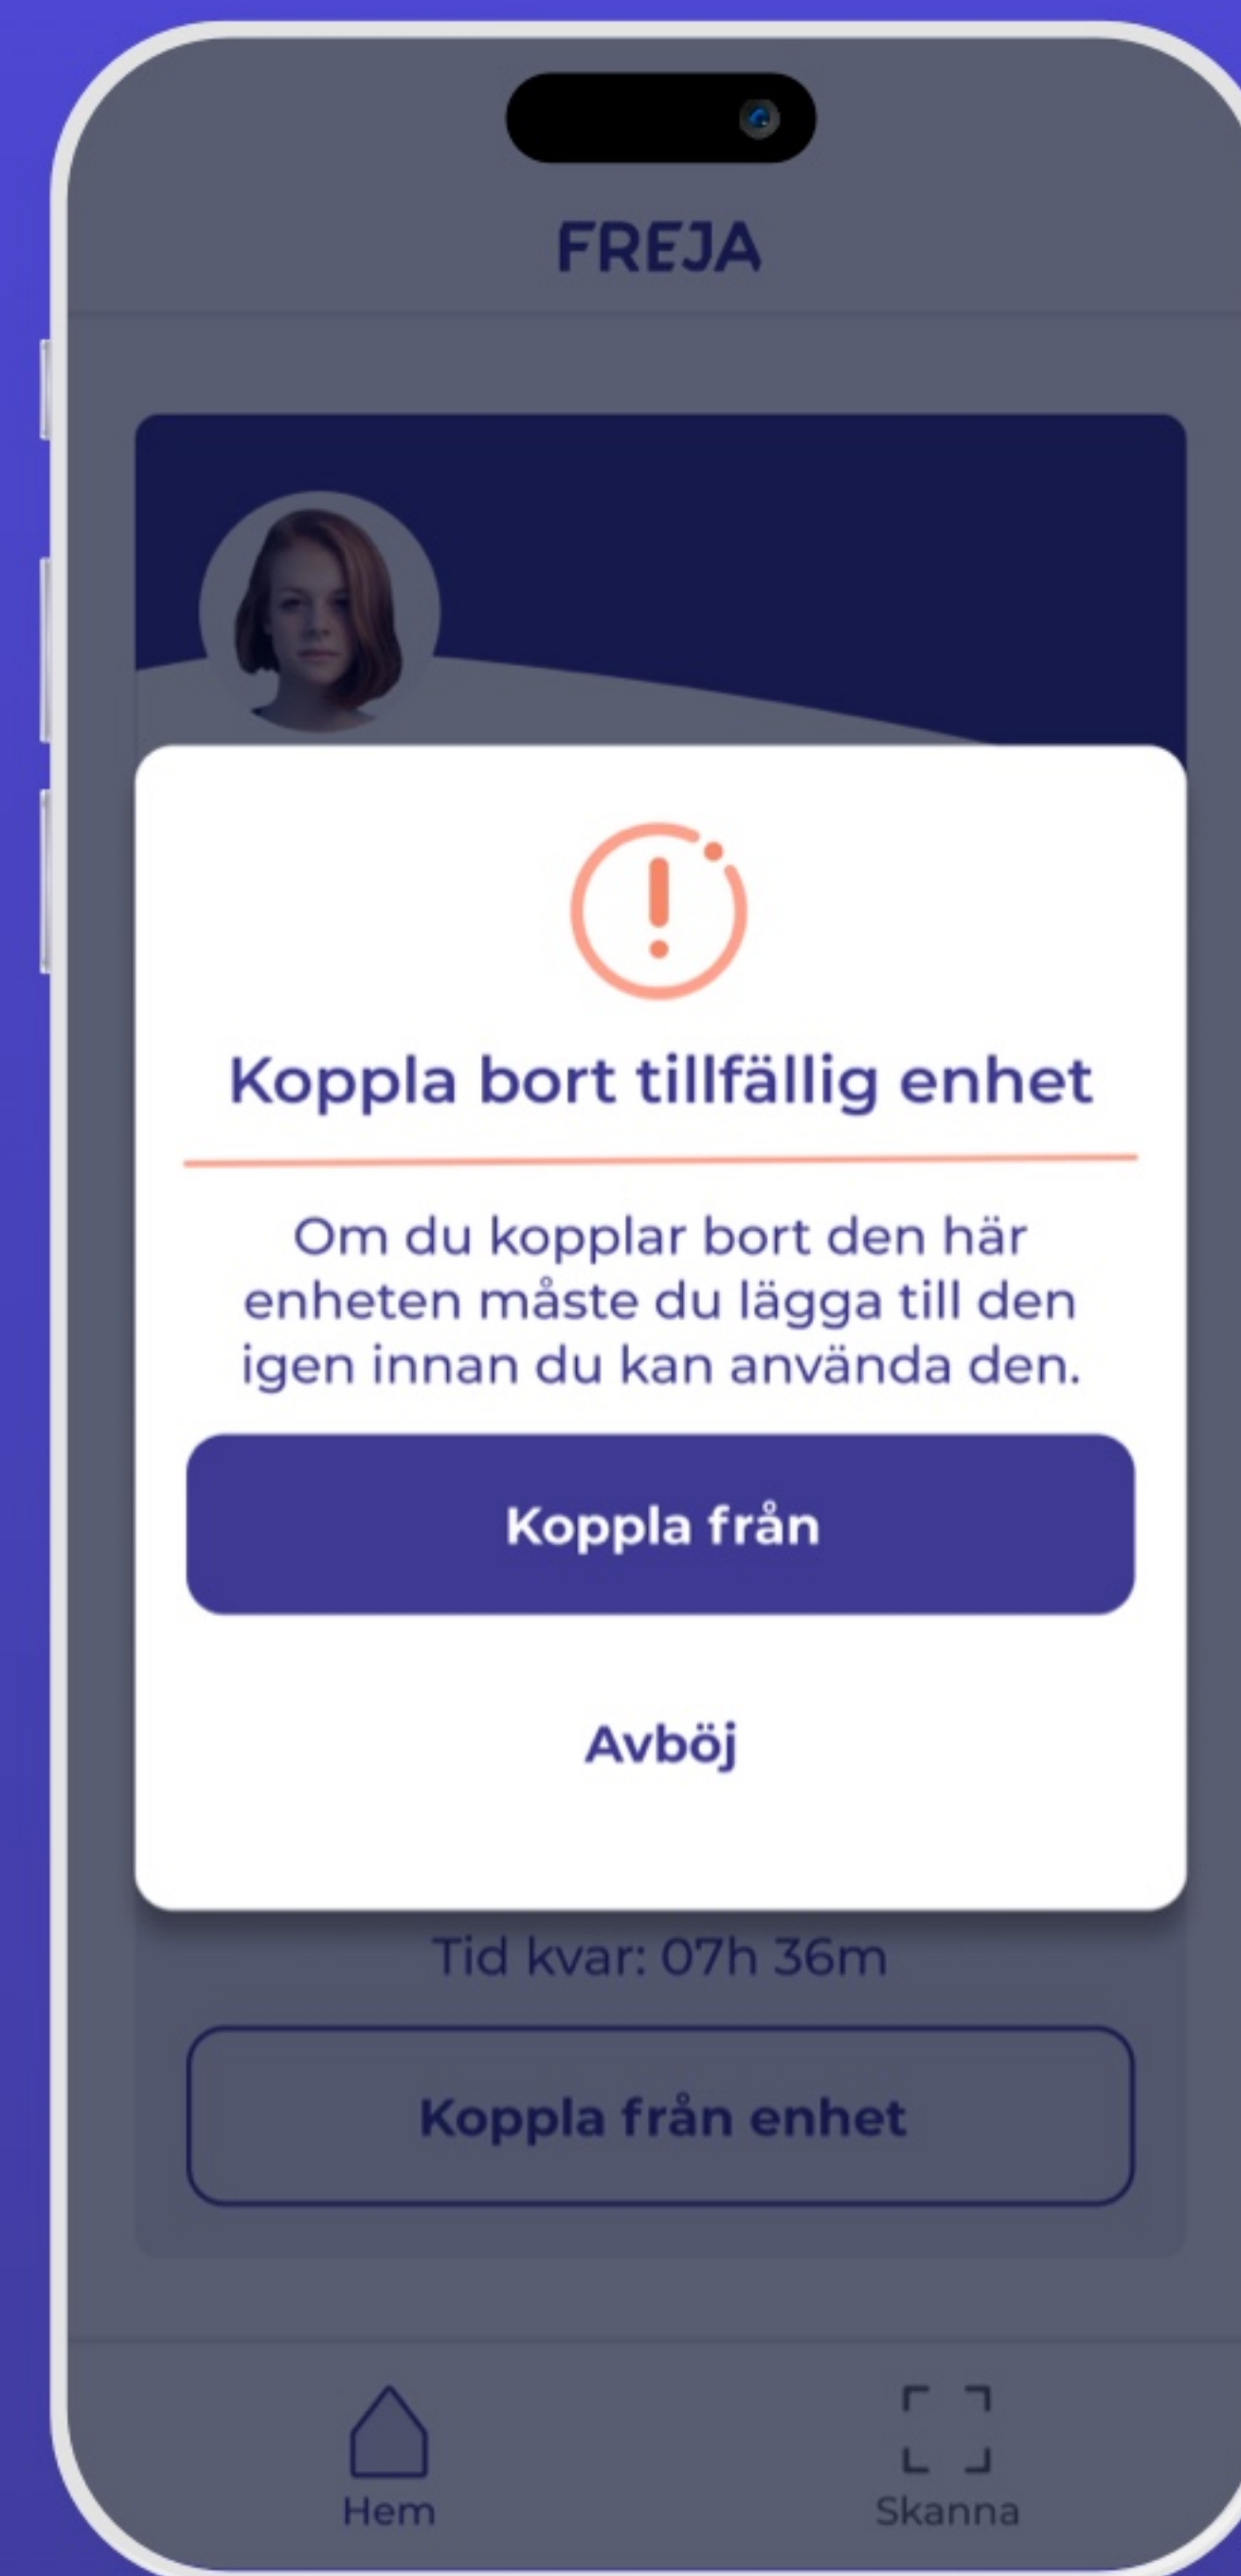 FREJA
Koppla bort tillfällig enhet
Om du kopplar bort den här
enheten måste du lägga till den
igen innan du kan använda den.
Koppla från
Avböj
Tid kvar: 07h 36m
Koppla från enhet
Hem
Skanna